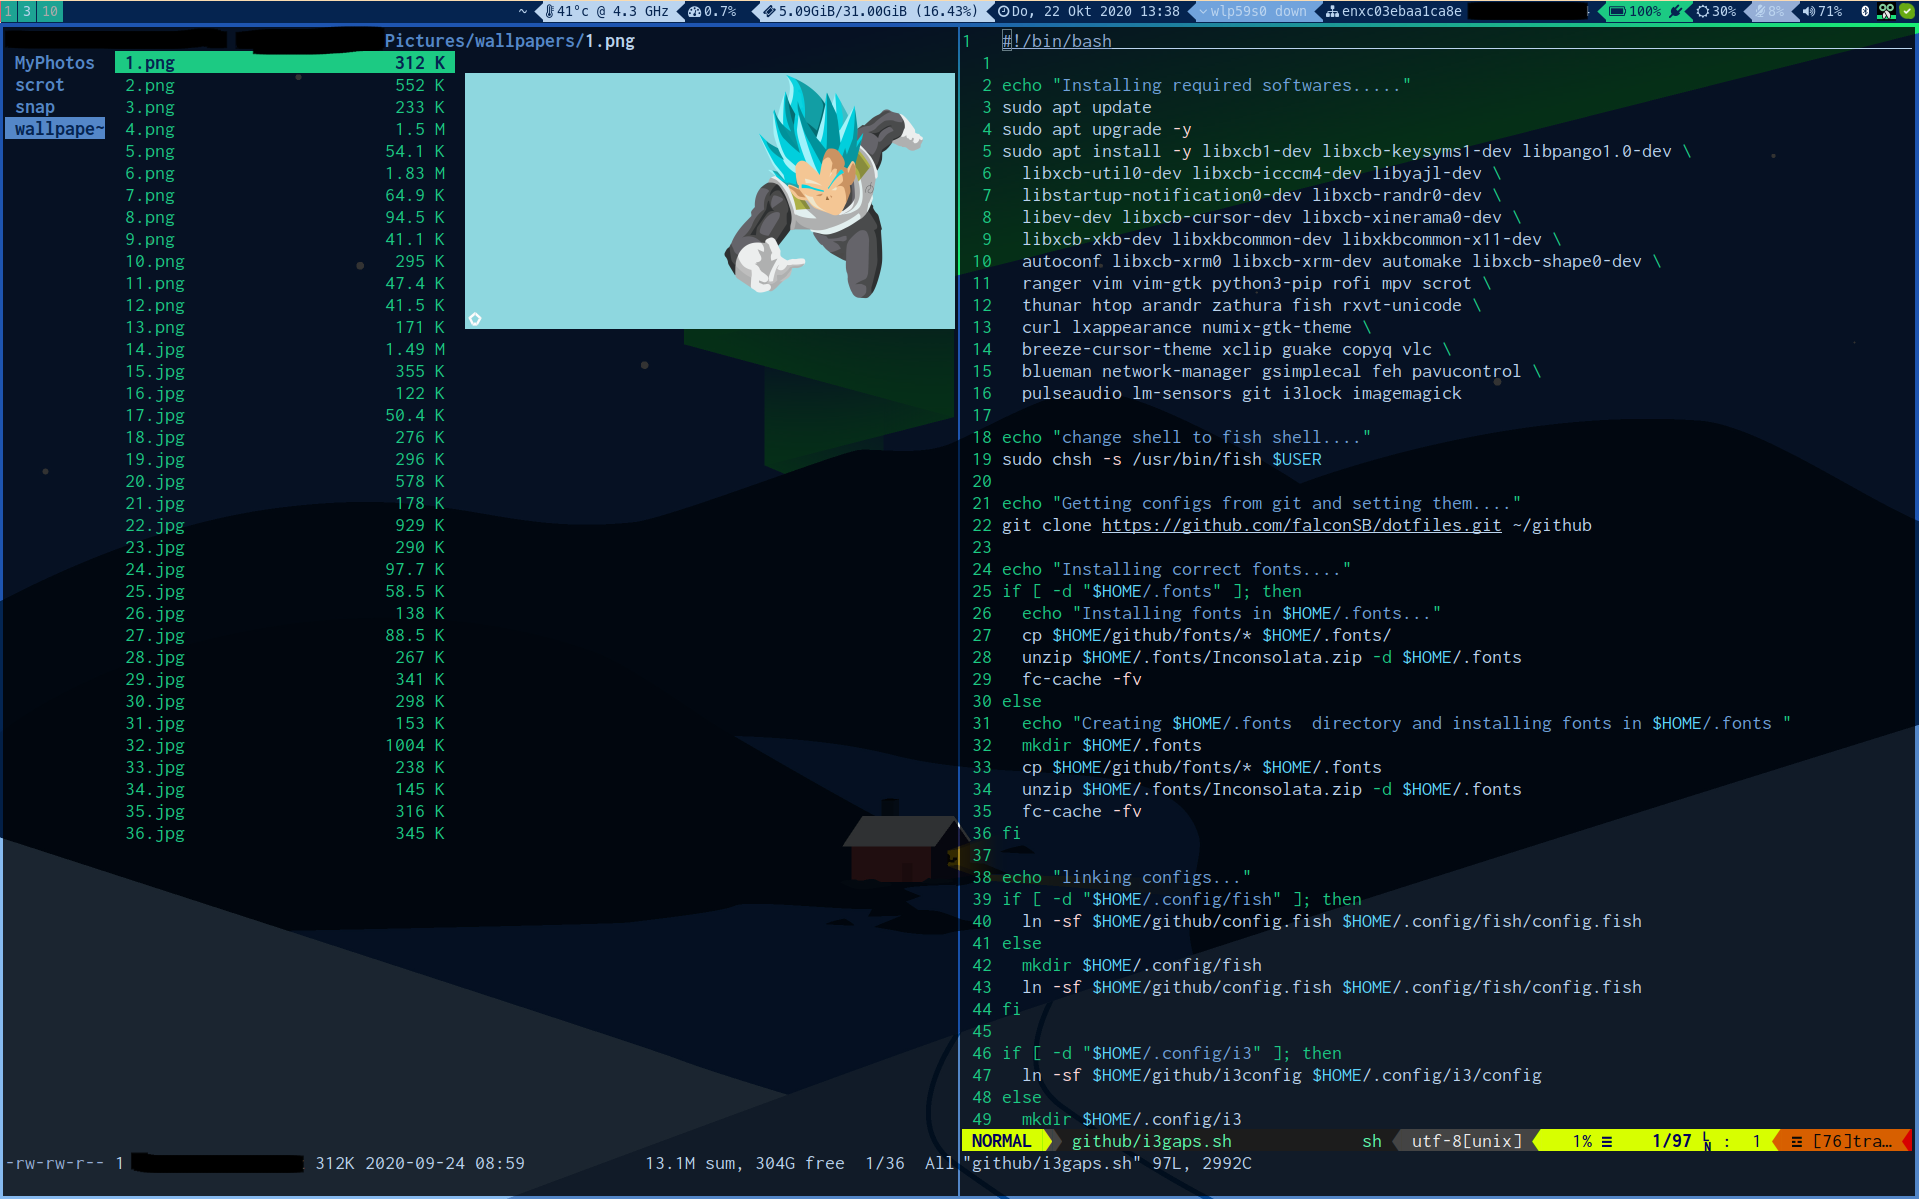 1 3 10 ~ 41°c @ 4.3 GHz 0.7% 5.09GiB/31.00GiB (16.43%) Do, 22 Okt 2020 13:38 wlp59s0 down enxc03ebaa1ca8e 100% 30% 8% 71%
Pictures/wallpapers/1.png
MyPhotos
scrot
snap
wallpape~
1.png 312 K
2.png 552 K
3.png 233 K
4.png 1.5 M
5.png 54.1 K
6.png 1.83 M
7.png 64.9 K
8.png 94.5 K
9.png 41.1 K
10.png 295 K
11.png 47.4 K
12.png 41.5 K
13.png 171 K
14.jpg 1.49 M
15.jpg 355 K
16.jpg 122 K
17.jpg 50.4 K
18.jpg 276 K
19.jpg 296 K
20.jpg 578 K
21.jpg 178 K
22.jpg 929 K
23.jpg 290 K
24.jpg 97.7 K
25.jpg 58.5 K
26.jpg 138 K
27.jpg 88.5 K
28.jpg 267 K
29.jpg 341 K
30.jpg 298 K
31.jpg 153 K
32.jpg 1004 K
33.jpg 238 K
34.jpg 145 K
35.jpg 316 K
36.jpg 345 K
-rw-rw-r-- 1 312K 2020-09-24 08:59 13.1M sum, 304G free 1/36 All
1 #!/bin/bash
1
2 echo "Installing required softwares....."
3 sudo apt update
4 sudo apt upgrade -y
5 sudo apt install -y libxcb1-dev libxcb-keysyms1-dev libpango1.0-dev \
6 libxcb-util0-dev libxcb-icccm4-dev libyajl-dev \
7 libstartup-notification0-dev libxcb-randr0-dev \
8 libev-dev libxcb-cursor-dev libxcb-xinerama0-dev \
9 libxcb-xkb-dev libxkbcommon-dev libxkbcommon-x11-dev \
10 autoconf libxcb-xrm0 libxcb-xrm-dev automake libxcb-shape0-dev \
11 ranger vim vim-gtk python3-pip rofi mpv scrot \
12 thunar htop arandr zathura fish rxvt-unicode \
13 curl lxappearance numix-gtk-theme \
14 breeze-cursor-theme xclip guake copyq vlc \
15 blueman network-manager gsimplecal feh pavucontrol \
16 pulseaudio lm-sensors git i3lock imagemagick
17
18 echo "change shell to fish shell...."
19 sudo chsh -s /usr/bin/fish $USER
20
21 echo "Getting configs from git and setting them...."
22 git clone https://github.com/falconSB/dotfiles.git ~/github
23
24 echo "Installing correct fonts...."
25 if [ -d "$HOME/.fonts" ]; then
26 echo "Installing fonts in $HOME/.fonts..."
27 cp $HOME/github/fonts/* $HOME/.fonts/
28 unzip $HOME/.fonts/Inconsolata.zip -d $HOME/.fonts
29 fc-cache -fv
30 else
31 echo "Creating $HOME/.fonts  directory and installing fonts in $HOME/.fonts "
32 mkdir $HOME/.fonts
33 cp $HOME/github/fonts/* $HOME/.fonts
34 unzip $HOME/.fonts/Inconsolata.zip -d $HOME/.fonts
35 fc-cache -fv
36 fi
37
38 echo "linking configs..."
39 if [ -d "$HOME/.config/fish" ]; then
40 ln -sf $HOME/github/config.fish $HOME/.config/fish/config.fish
41 else
42 mkdir $HOME/.config/fish
43 ln -sf $HOME/github/config.fish $HOME/.config/fish/config.fish
44 fi
45
46 if [ -d "$HOME/.config/i3" ]; then
47 ln -sf $HOME/github/i3config $HOME/.config/i3/config
48 else
49 mkdir $HOME/.config/i3
NORMAL github/i3gaps.sh sh utf-8[unix] 1% ☰ 1/97 : 1 ☲ [76]tra…
"github/i3gaps.sh" 97L, 2992C